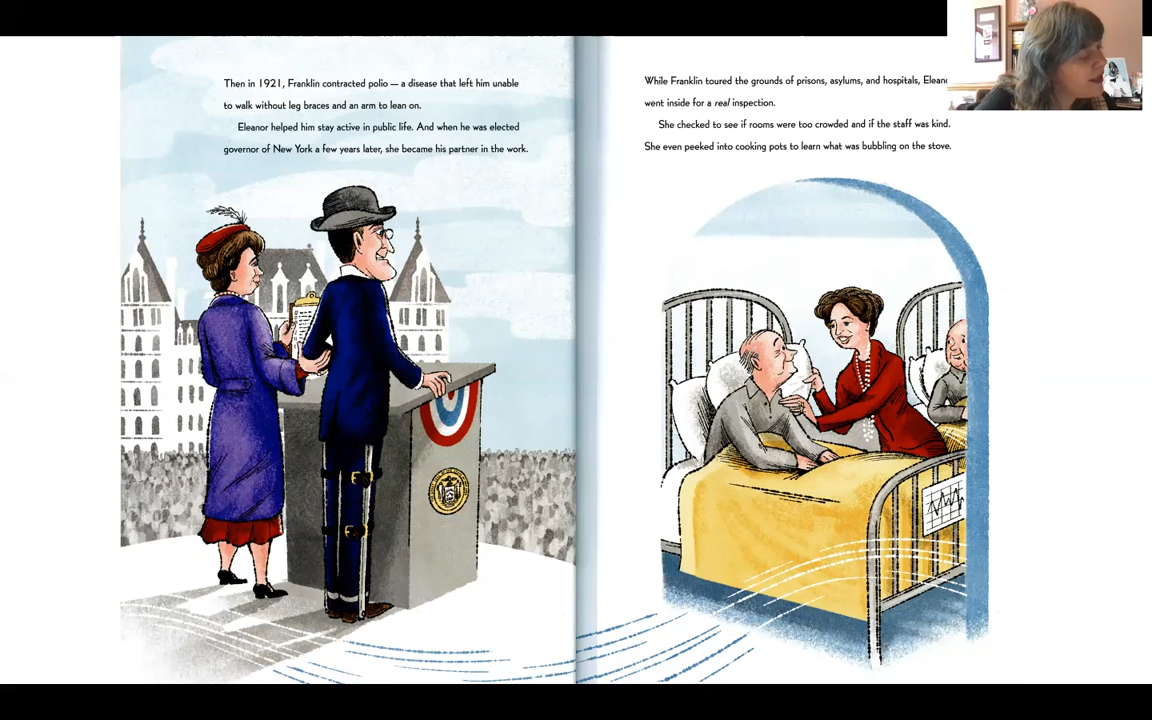 Then in 1921, Franklin contracted polio — a disease that left him unable
to walk without leg braces and an arm to lean on.
Eleanor helped him stay active in public life. And when he was elected
governor of New York a few years later, she became his partner in the work.
While Franklin toured the grounds of prisons, asylums, and hospitals,
went inside for a real inspection.
She checked to see if rooms were too crowded and if the staff was kind.
She even peeked into cooking pots to learn what was bubbling on the stove.